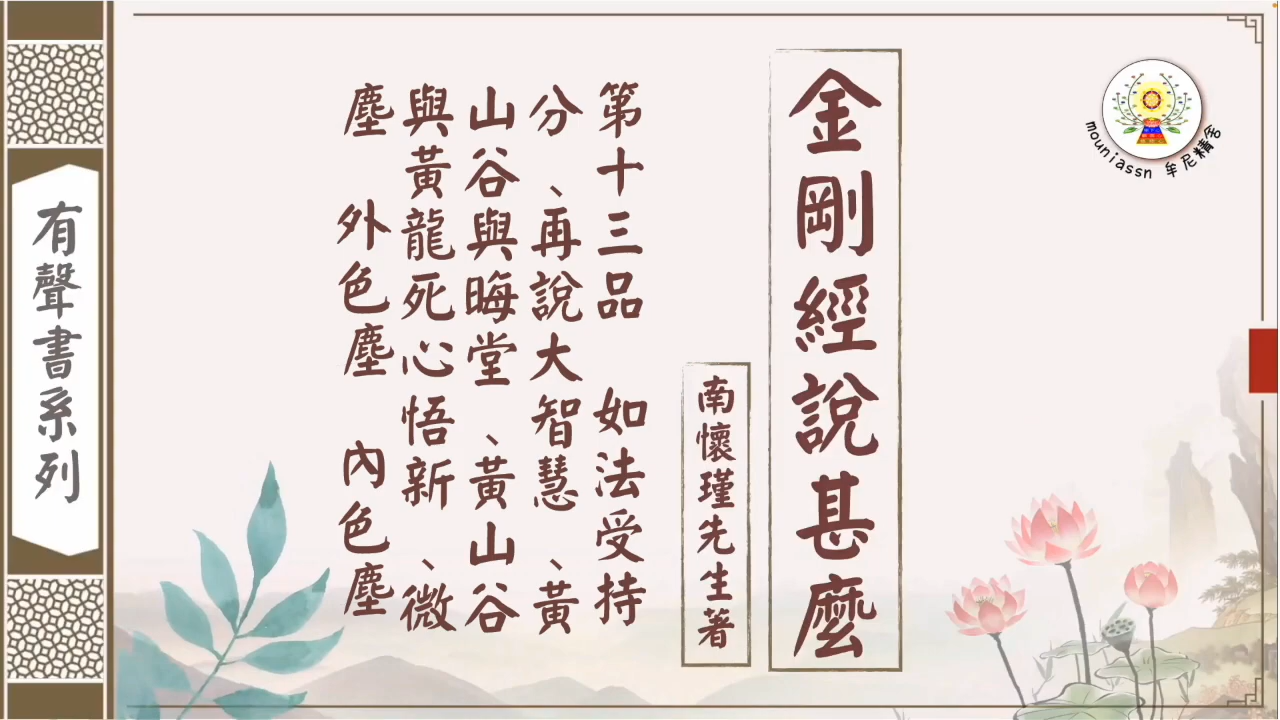 金剛經說甚麼
南懷瑾先生著
第十三品 如法受持
分、再說大智慧、黃
山谷與晦堂、黃山谷
與黃龍死心悟新、微
塵 外色塵 內色塵
有聲書系列
mouniassn 牟尼精舍